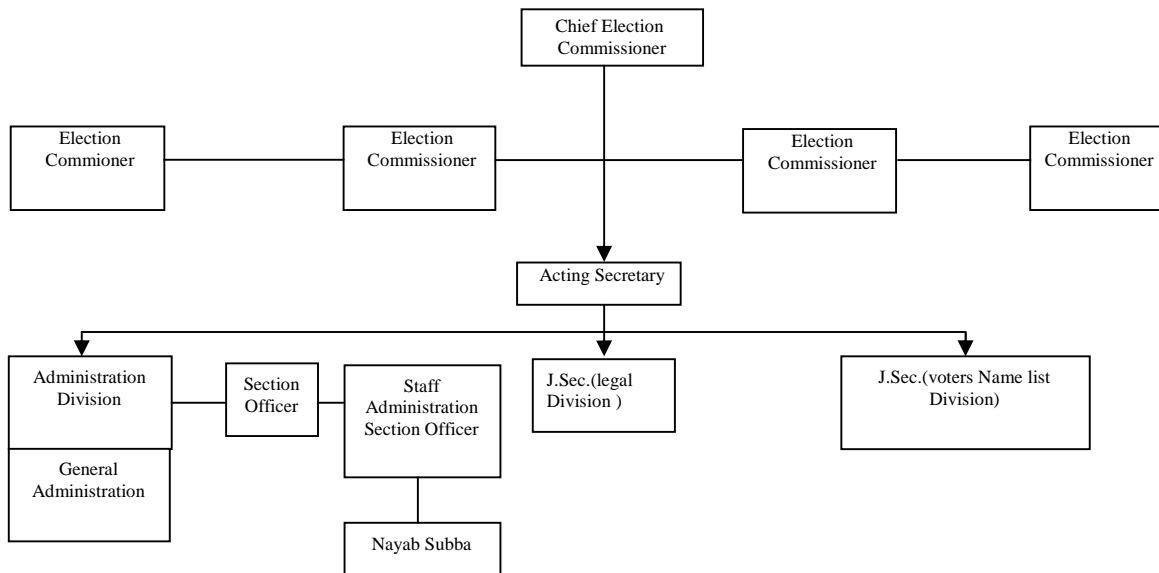 Chief Election
Commissioner
Election
Commioner
Election
Commissioner
Election
Commissioner
Election
Commissioner
Acting Secretary
Administration
Division
Section
Officer
Staff
Administration
Section Officer
J.Sec.(legal
Division )
J.Sec.(voters Name list
Division)
General
Administration
Nayab Subba